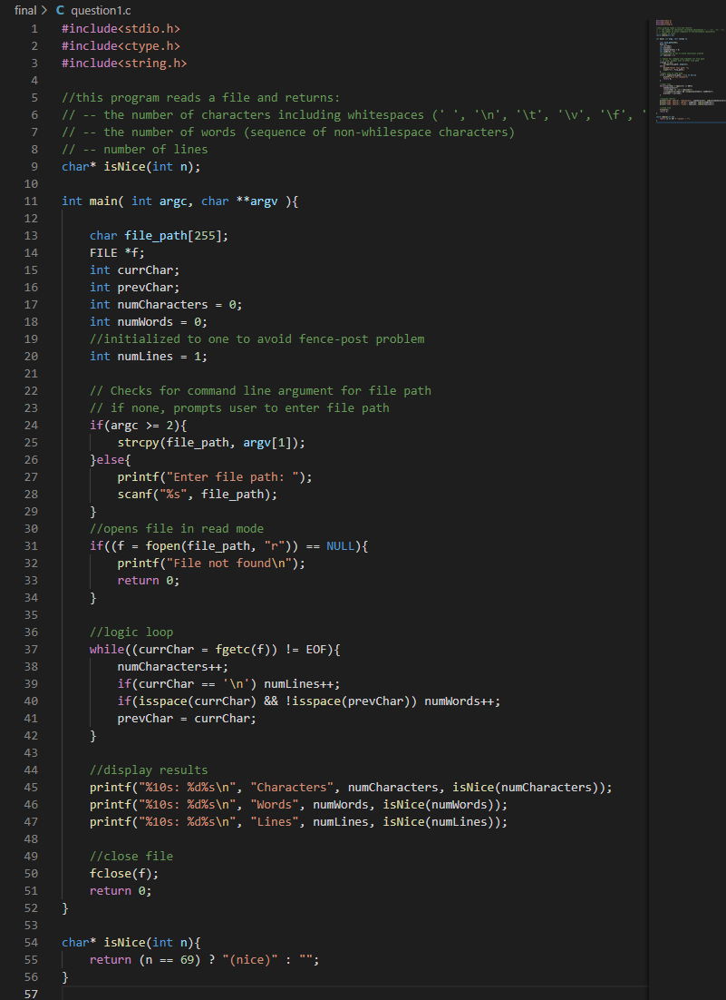 final > C question1.c
1 #include<stdio.h>
2 #include<ctype.h>
3 #include<string.h>
4
5 //this program reads a file and returns:
6 // -- the number of characters including whitespaces (' ', '\n', '\t', '\v', '\f', '
7 // -- the number of words (sequence of non-whilespace characters)
8 // -- number of lines
9 char* isNice(int n);
10
11 int main( int argc, char **argv ){
12
13     char file_path[255];
14     FILE *f;
15     int currChar;
16     int prevChar;
17     int numCharacters = 0;
18     int numWords = 0;
19     //initialized to one to avoid fence-post problem
20     int numLines = 1;
21
22     // Checks for command line argument for file path
23     // if none, prompts user to enter file path
24     if(argc >= 2){
25         strcpy(file_path, argv[1]);
26     }else{
27         printf("Enter file path: ");
28         scanf("%s", file_path);
29     }
30     //opens file in read mode
31     if((f = fopen(file_path, "r")) == NULL){
32         printf("File not found\n");
33         return 0;
34     }
35
36     //logic loop
37     while((currChar = fgetc(f)) != EOF){
38         numCharacters++;
39         if(currChar == '\n') numLines++;
40         if(isspace(currChar) && !isspace(prevChar)) numWords++;
41         prevChar = currChar;
42     }
43
44     //display results
45     printf("%10s: %d%s\n", "Characters", numCharacters, isNice(numCharacters));
46     printf("%10s: %d%s\n", "Words", numWords, isNice(numWords));
47     printf("%10s: %d%s\n", "Lines", numLines, isNice(numLines));
48
49     //close file
50     fclose(f);
51     return 0;
52 }
53
54 char* isNice(int n){
55     return (n == 69) ? "(nice)" : "";
56 }
57